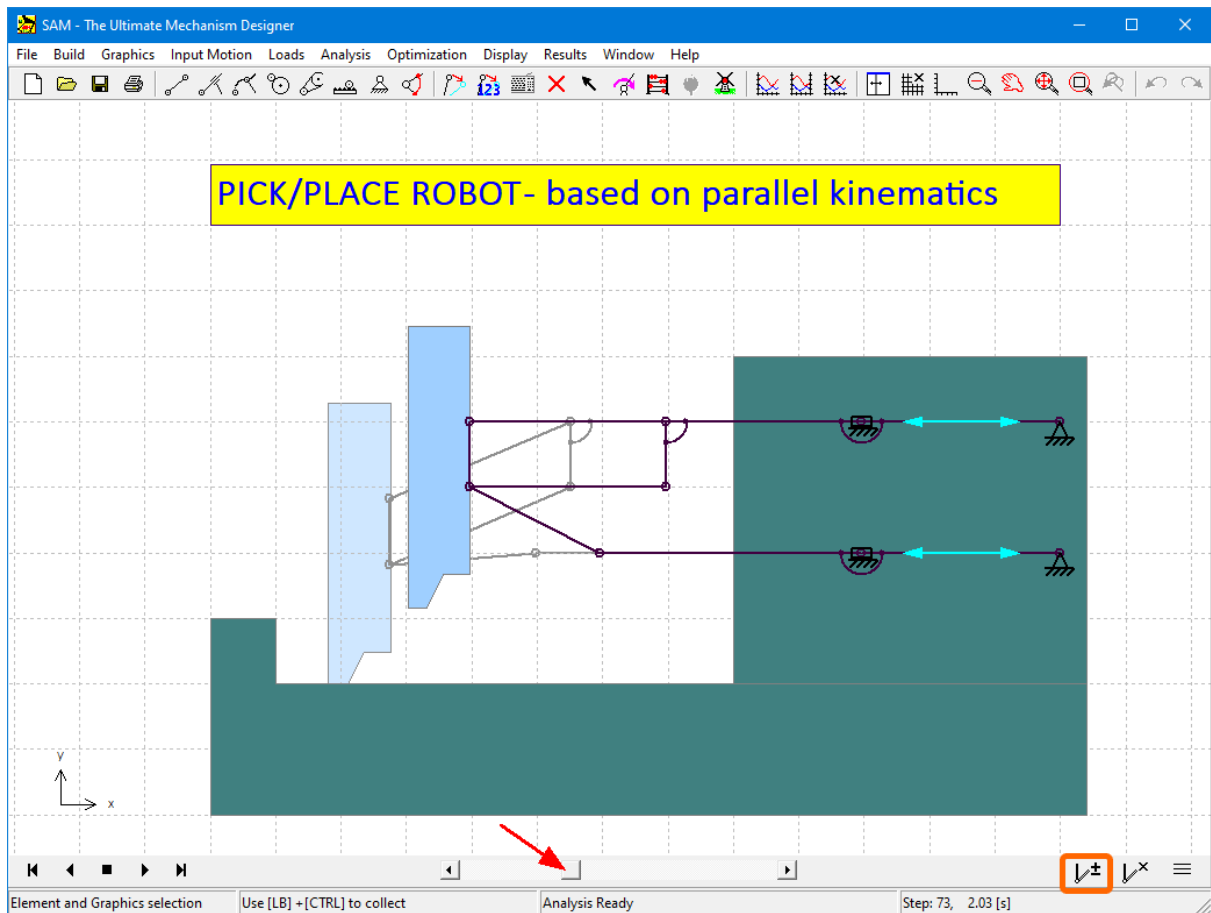 SAM - The Ultimate Mechanism Designer
File Build Graphics Input Motion Loads Analysis Optimization Display Results Window Help
123
PICK/PLACE ROBOT- based on parallel kinematics
y
x
Element and Graphics selection Use [LB] +[CTRL] to collect Analysis Ready Step: 73, 2.03 [s]